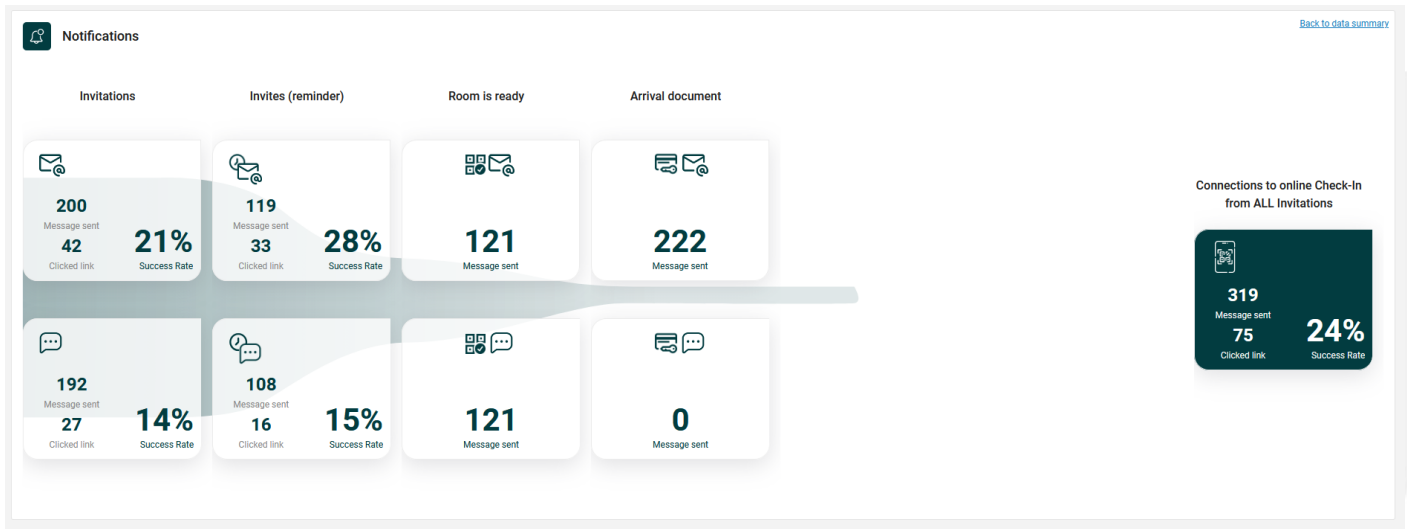 Back to data summary
Notifications
Invitations
Invites (reminder)
Room is ready
Arrival document
200
Message sent
42
Clicked link
21%
Success Rate
119
Message sent
33
Clicked link
28%
Success Rate
121
Message sent
222
Message sent
192
Message sent
27
Clicked link
14%
Success Rate
108
Message sent
16
Clicked link
15%
Success Rate
121
Message sent
0
Message sent
Connections to online Check-In
from ALL Invitations
319
Message sent
75
Clicked link
24%
Success Rate